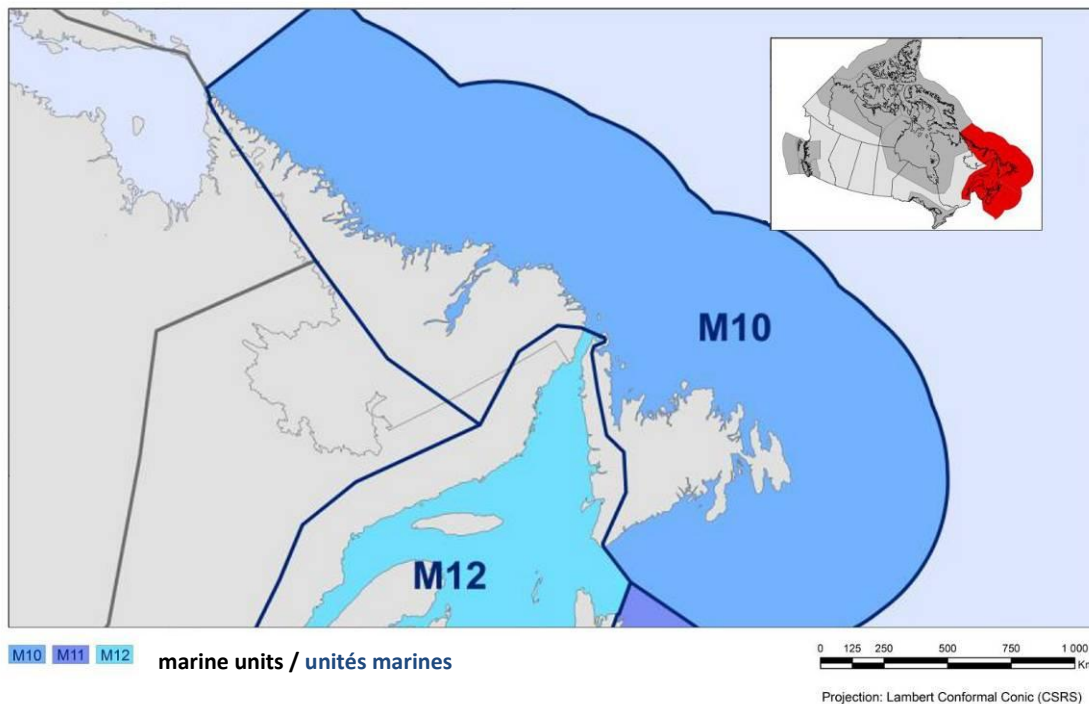 M10
M12
M10 M11 M12 marine units / unités marines
0 125 250 500 750 1 000
Km
Projection: Lambert Conformal Conic (CSRS)